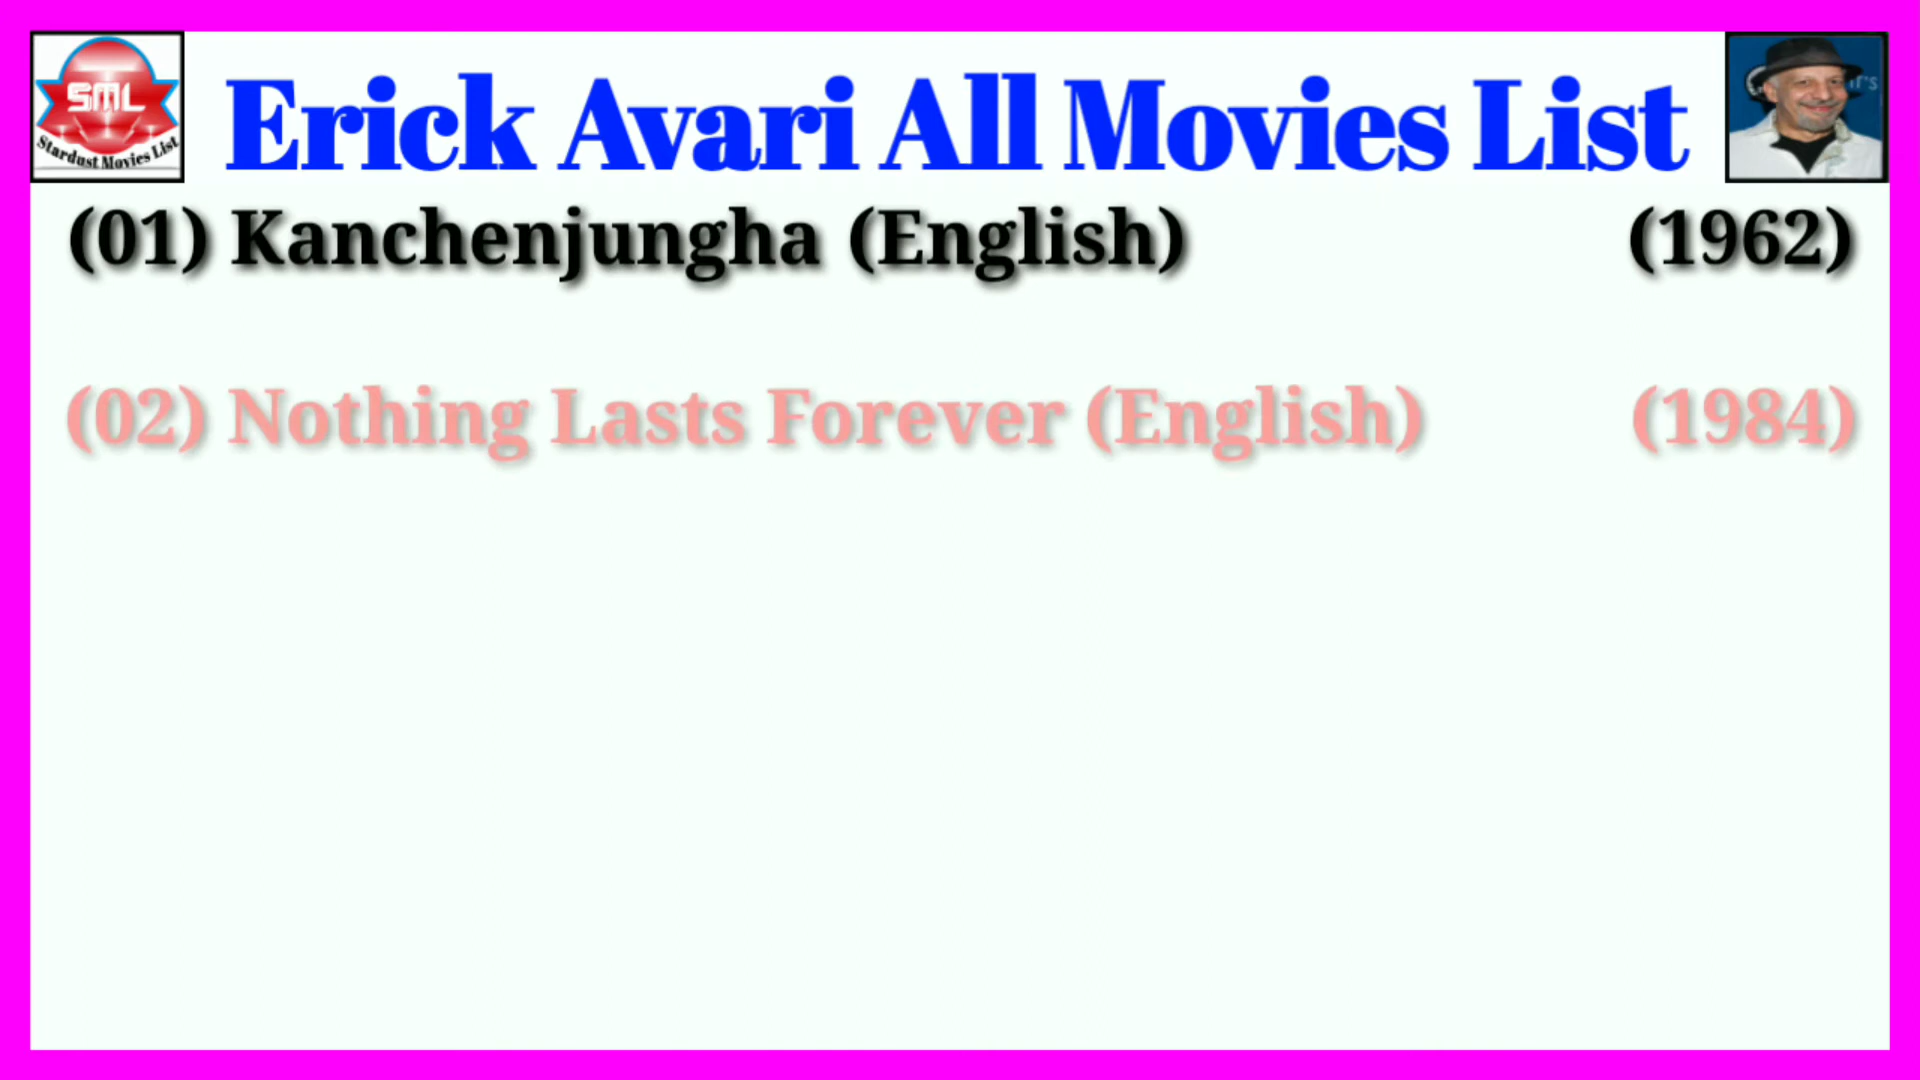 SML
Stardust Movies List
Erick Avari All Movies List
(01) Kanchenjungha (English) (1962)
(02) Nothing Lasts Forever (English) (1984)